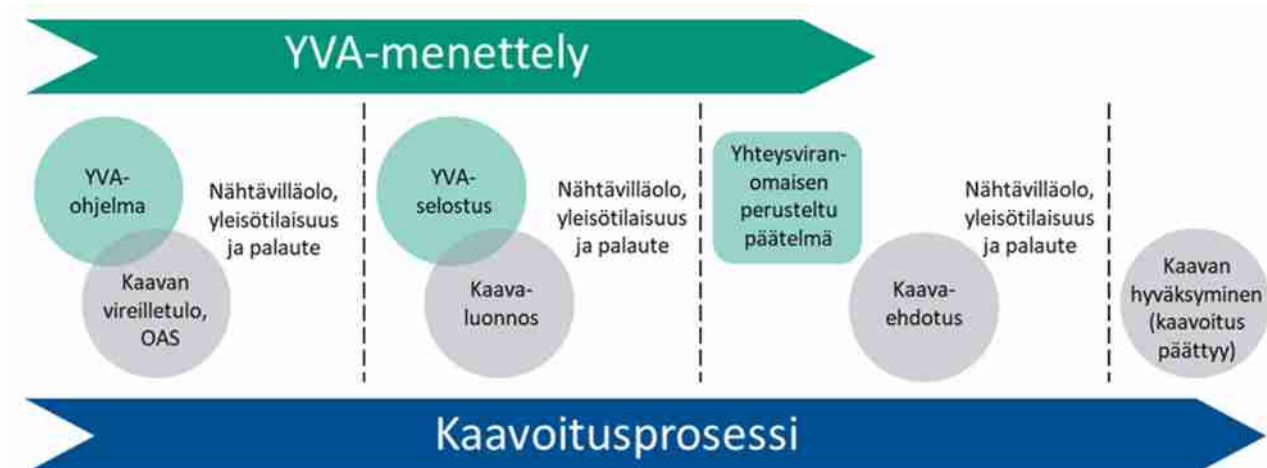 YVA-menettely
YVA-
ohjelma
Kaavan
vireilletulo,
OAS
Nähtävilläolo,
yleisötilaisuus
ja palaute
YVA-
selostus
Kaava-
luonnos
Nähtävilläolo,
yleisötilaisuus
ja palaute
Yhteysviran-
omaisen
perusteltu
päätelmä
Kaava-
ehdotus
Nähtävilläolo,
yleisötilaisuus
ja palaute
Kaavan
hyväksyminen
(kaavoitus
päättyy)
Kaavoitusprosessi